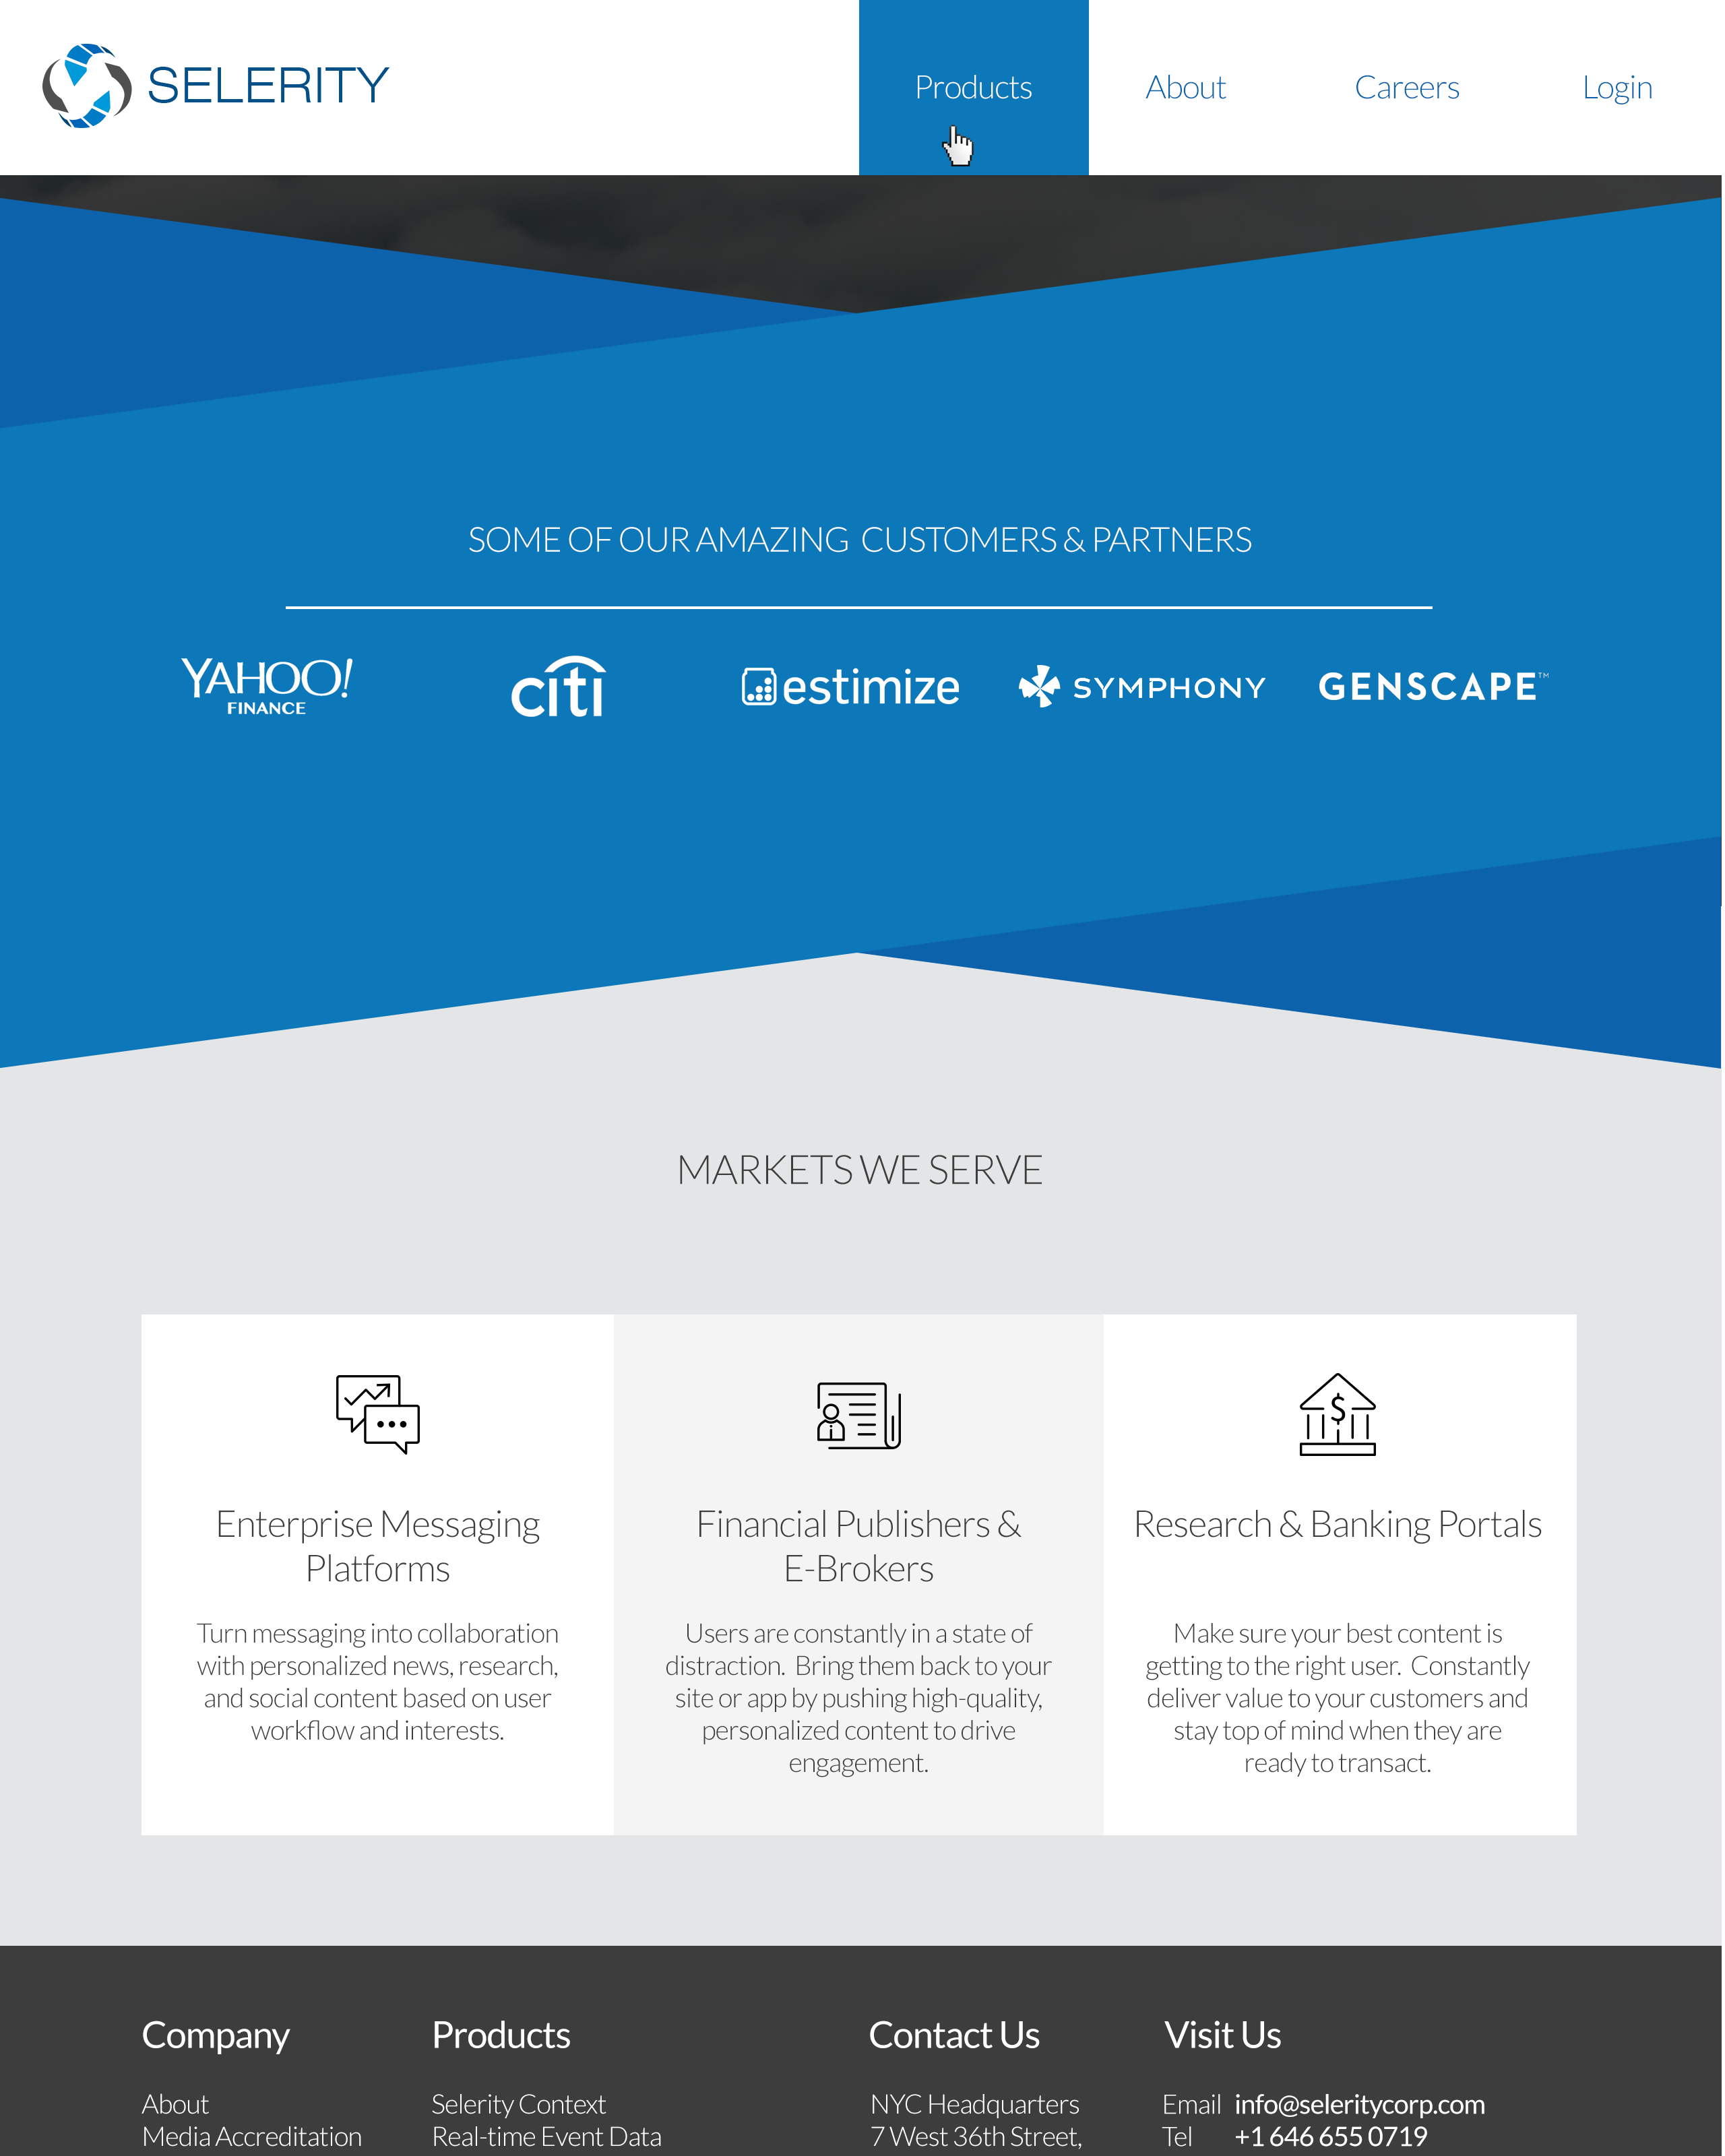 SELERITY
Products
About
Careers
Login
SOME OF OUR AMAZING CUSTOMERS & PARTNERS
YAHOO!
FINANCE
citi
estimize
SYMPHONY
GENSCAPE™
MARKETS WE SERVE
Enterprise Messaging
Platforms
Turn messaging into collaboration
with personalized news, research,
and social content based on user
workflow and interests.
Financial Publishers &
E-Brokers
Users are constantly in a state of
distraction. Bring them back to your
site or app by pushing high-quality,
personalized content to drive
engagement.
$
Research & Banking Portals
Make sure your best content is
getting to the right user. Constantly
deliver value to your customers and
stay top of mind when they are
ready to transact.
Company
About
Media Accreditation
Products
Selerity Context
Real-time Event Data
Contact Us
NYC Headquarters
7 West 36th Street,
Visit Us
Email info@seleritycorp.com
Tel +1 646 655 0719